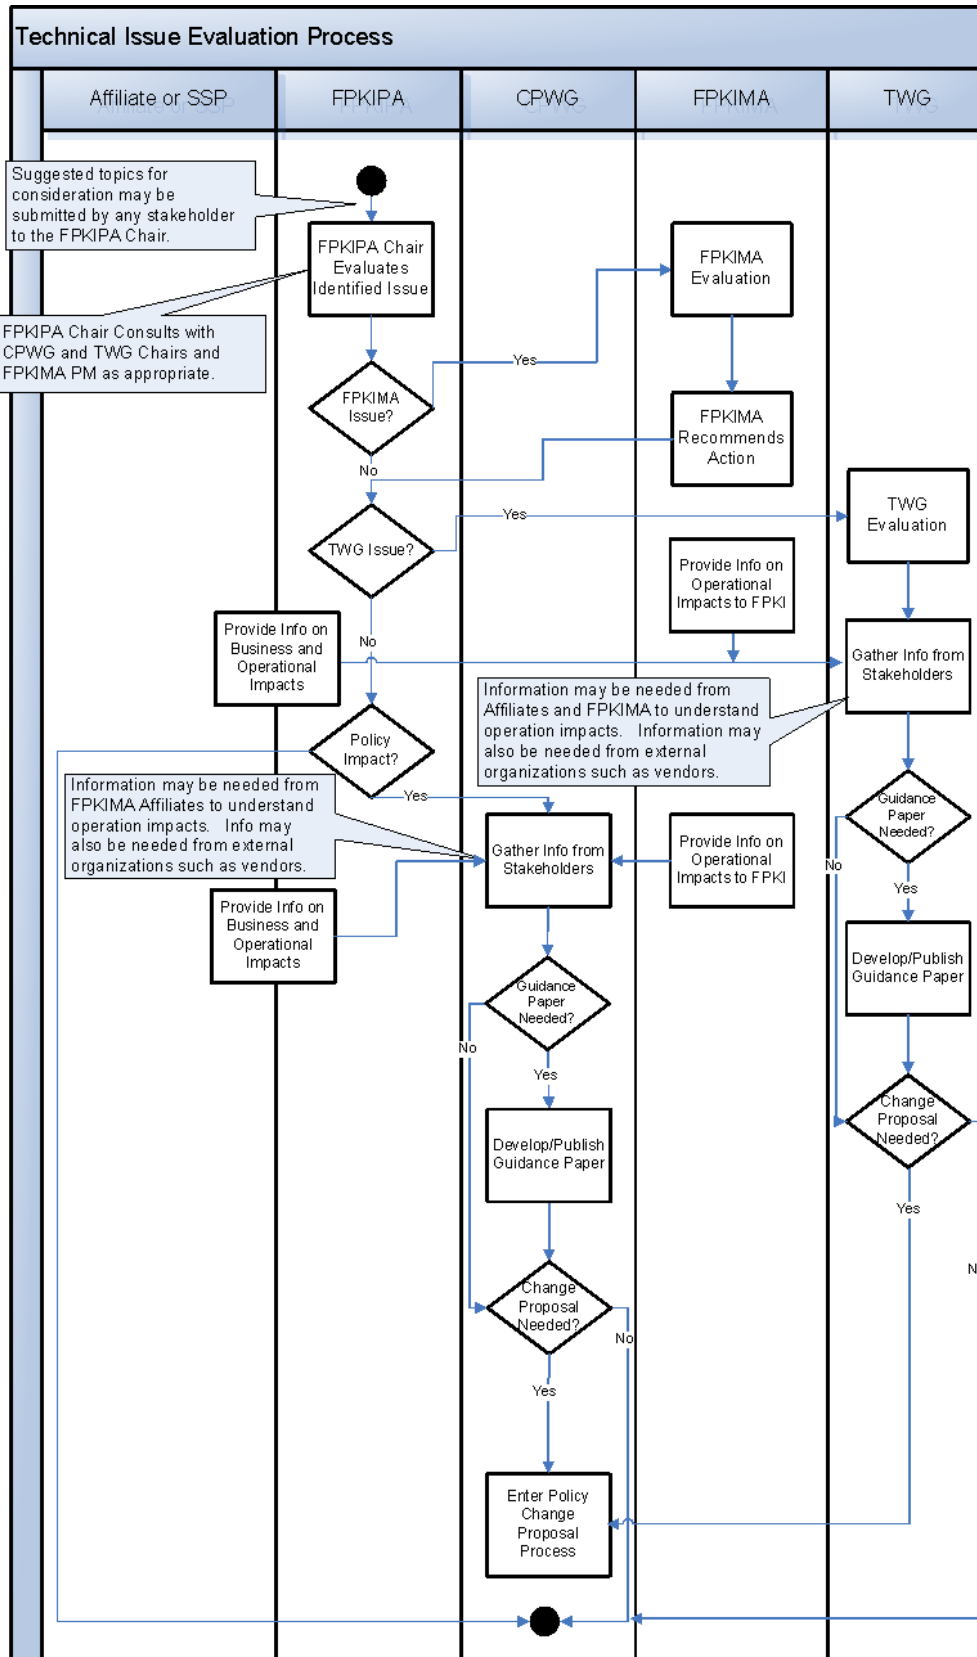 Technical Issue Evaluation Process
Affiliate or SSP
FPKIPA
CPWG
FPKIMA
TWG
Suggested topics for
consideration may be
submitted by any stakeholder
to the FPKIPA Chair.
FPKIPA Chair
Evaluates
Identified Issue
FPKIMA
Evaluation
FPKIPA Chair Consults with
CPWG and TWG Chairs and
FPKIMA PM as appropriate.
Yes
FPKIMA
Issue?
FPKIMA
Recommends
Action
No
TWG
Evaluation
Yes
TWG Issue?
Provide Info on
Operational
Impacts to FPKI
Provide Info on
Business and
Operational
Impacts
No
Gather Info from
Stakeholders
Information may be needed from
Affiliates and FPKIMA to understand
operation impacts.  Information may
also be needed from external
organizations such as vendors.
Policy
Impact?
Information may be needed from
FPKIMA Affiliates to understand
operation impacts.  Info may
also be needed from external
organizations such as vendors.
Yes
Guidance
Paper
Needed?
Gather Info from
Stakeholders
Provide Info on
Operational
Impacts to FPKI
No
Yes
Provide Info on
Business and
Operational
Impacts
Develop/Publish
Guidance Paper
Guidance
Paper
Needed?
No
Yes
Change
Proposal
Needed?
Develop/Publish
Guidance Paper
Yes
N
Change
Proposal
Needed?
No
Yes
Enter Policy
Change
Proposal
Process